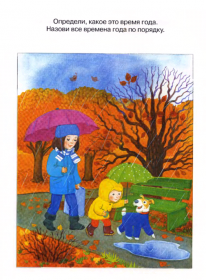 Определи, какое это время года.
Назови все времена года по порядку.